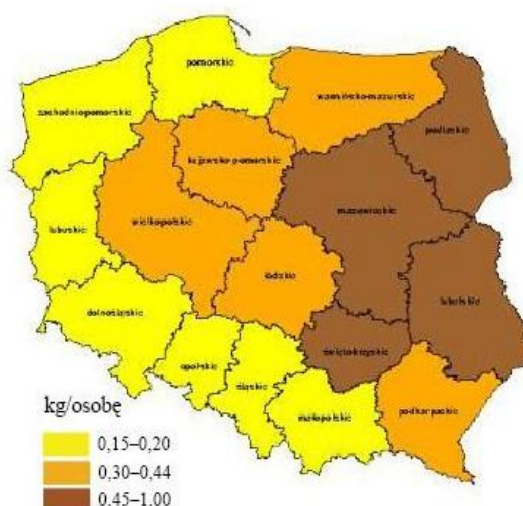 pomorskie
warmińsko-mazurskie
zachodniopomorskie
podlaskie
kujawsko-pomorskie
mazowieckie
lubuskie
wielkopolskie
łódzkie
lubelskie
dolnośląskie
świętokrzyskie
opolskie
śląskie
małopolskie
podkarpackie
kg/osobę
0,15–0,20
0,30–0,44
0,45–1,00